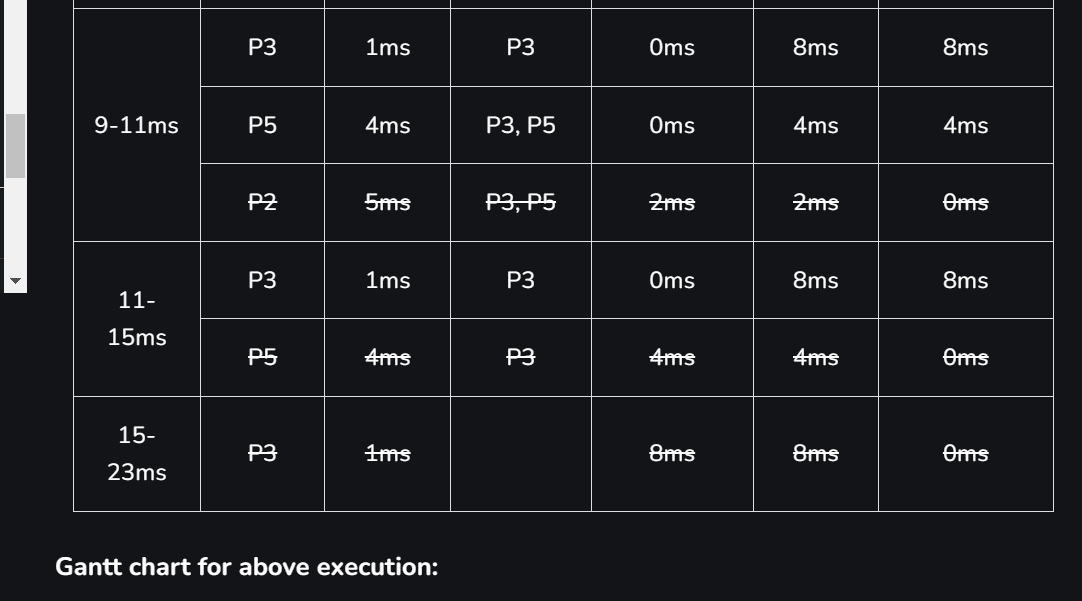 P3 1ms P3 0ms 8ms 8ms
9-11ms P5 4ms P3, P5 0ms 4ms 4ms
P2 5ms P3, P5 2ms 2ms 0ms
11-
15ms
P3 1ms P3 0ms 8ms 8ms
P5 4ms P3 4ms 4ms 0ms
15-
23ms
P3 1ms 8ms 8ms 0ms
Gantt chart for above execution: